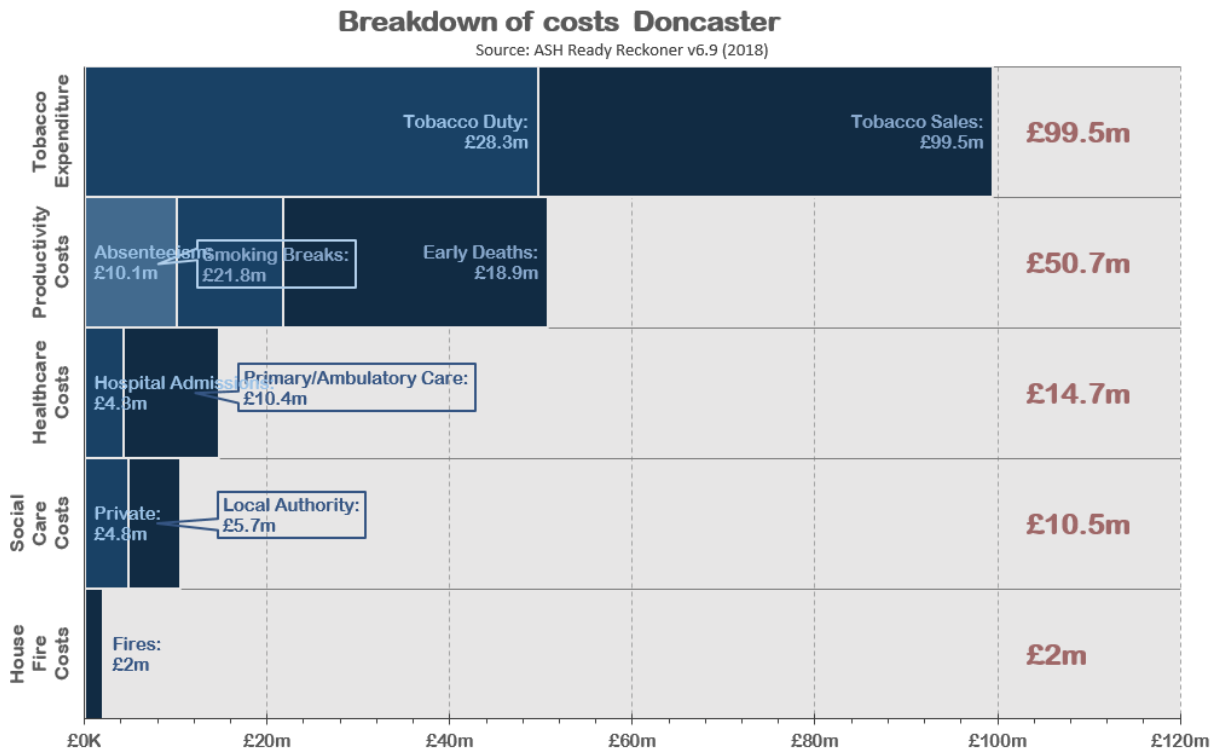 Breakdown of costs Doncaster
Source: ASH Ready Reckoner v6.9 (2018)
Tobacco
Expenditure
Tobacco Duty:
£28.3m
Tobacco Sales:
£99.5m
£99.5m
Productivity
Costs
Absenteeism:
£10.1m
Smoking Breaks:
£21.8m
Early Deaths:
£18.9m
£50.7m
Healthcare
Costs
Hospital Admissions:
£4.3m
Primary/Ambulatory Care:
£10.4m
£14.7m
Social
Care
Costs
Private:
£4.8m
Local Authority:
£5.7m
£10.5m
House
Fire
Costs
Fires:
£2m
£2m
£0K £20m £40m £60m £80m £100m £120m